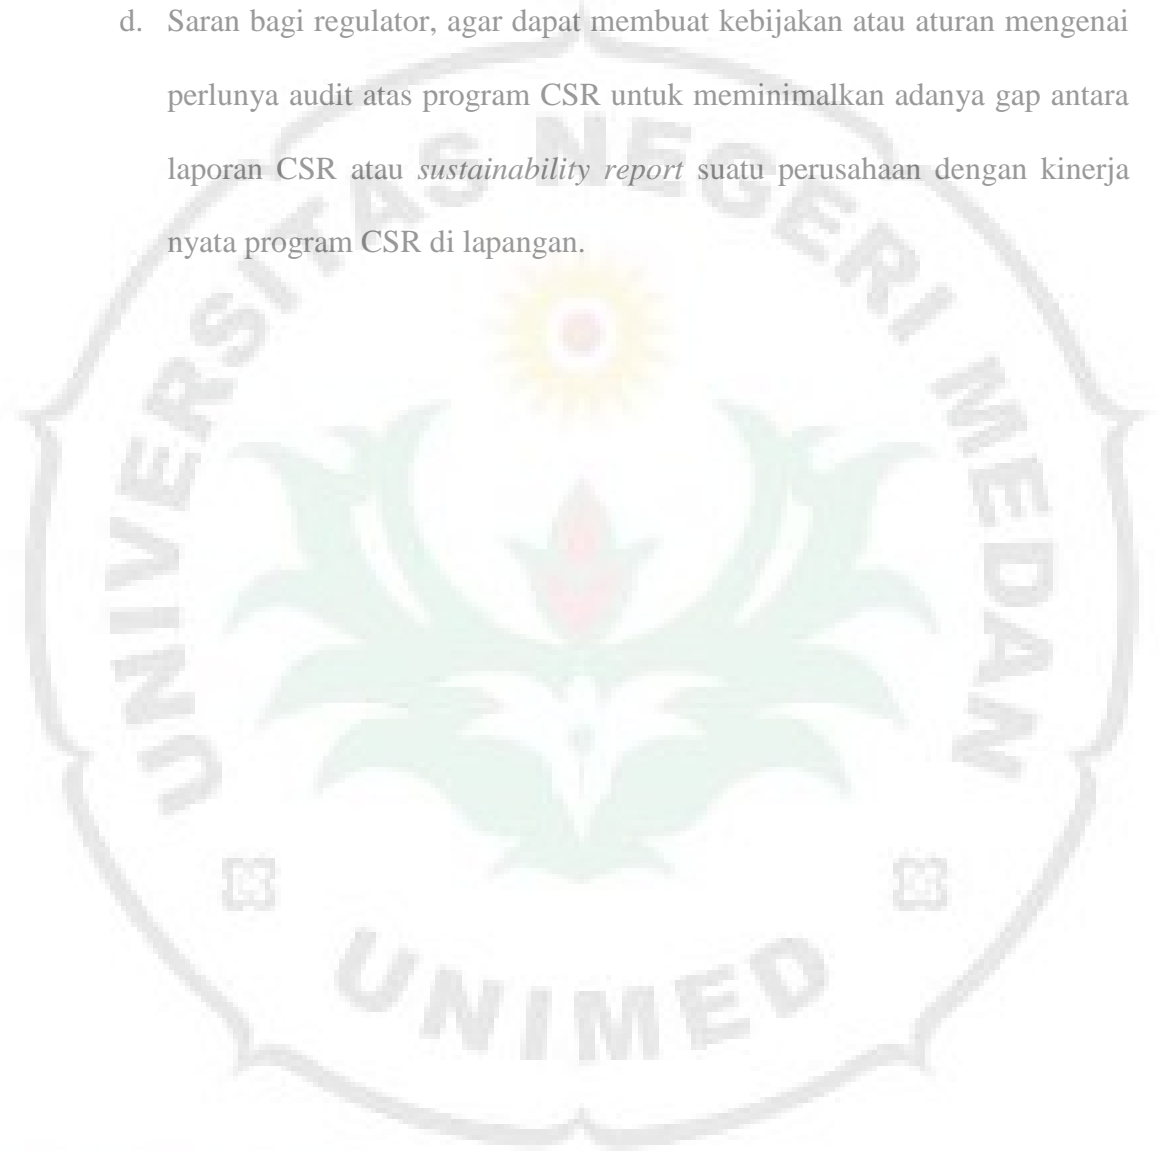 d. Saran bagi regulator, agar dapat membuat kebijakan atau aturan mengenai
perlunya audit atas program CSR untuk meminimalkan adanya gap antara
laporan CSR atau sustainability report suatu perusahaan dengan kinerja
nyata program CSR di lapangan.
UNIVERSITAS NEGERI MEDAN
UNIMED